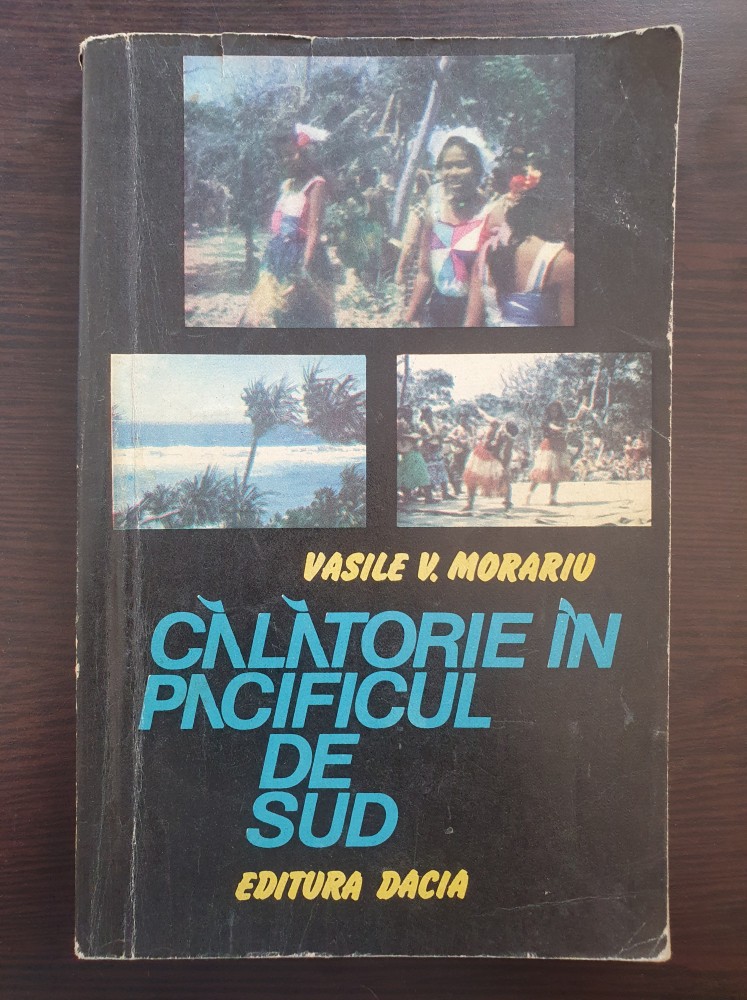 VASILE V. MORARIU
CĂLĂTORIE ÎN
PACIFICUL
DE
SUD
EDITURA DACIA